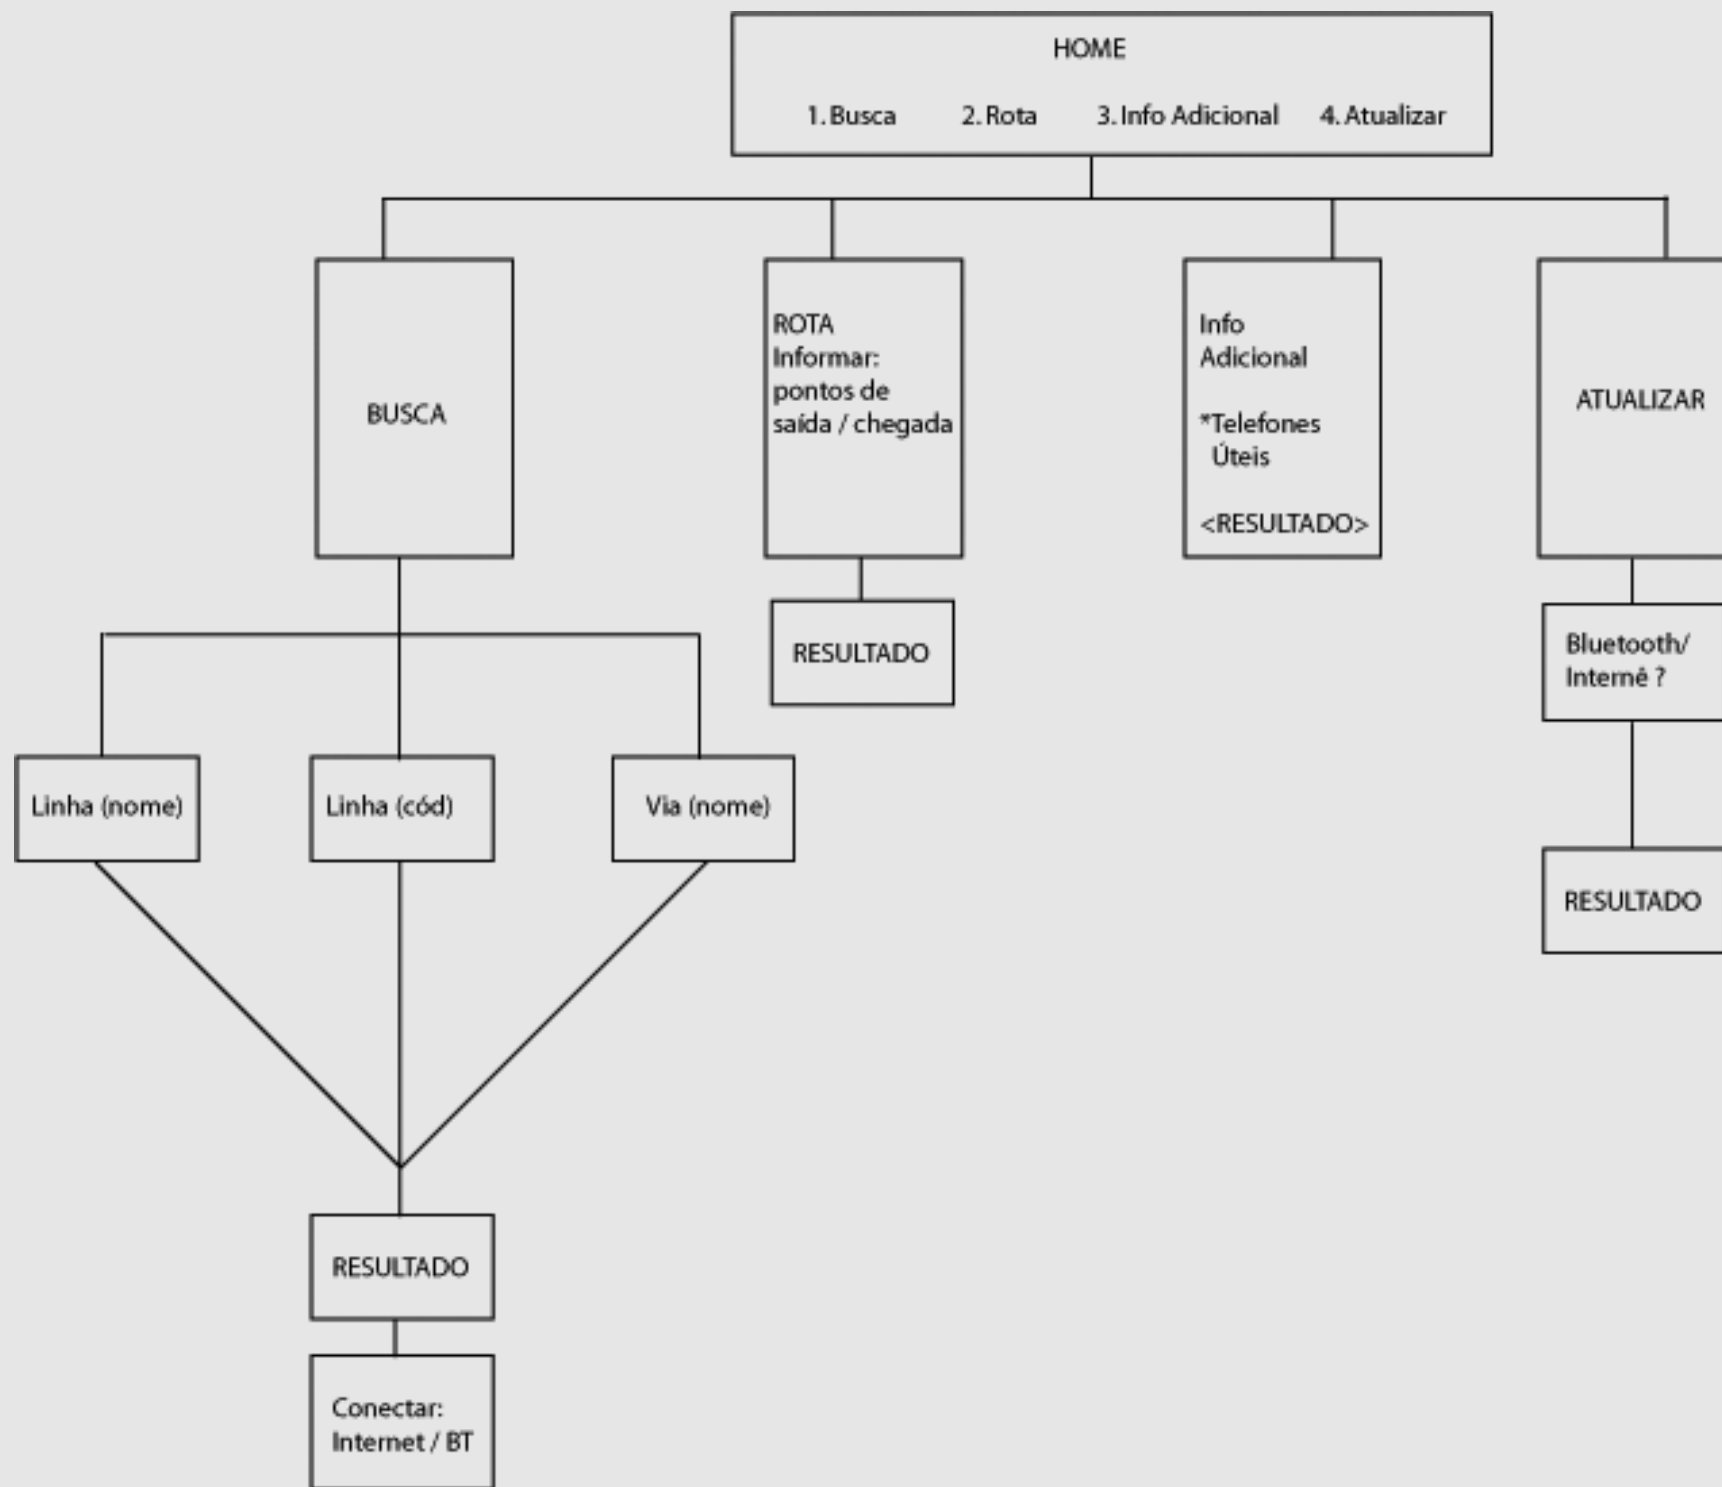 HOME
1. Busca 2. Rota 3. Info Adicional 4. Atualizar
BUSCA
ROTA
Informar:
pontos de
saída / chegada
Info
Adicional
*Telefones
Úteis
<RESULTADO>
ATUALIZAR
RESULTADO
Bluetooth/
Internê ?
Linha (nome)
Linha (cód)
Via (nome)
RESULTADO
RESULTADO
Conectar:
Internet / BT